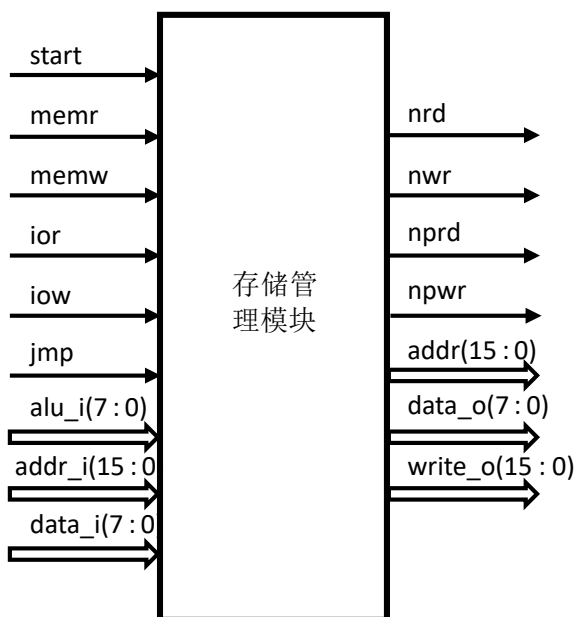 start
memr
memw
ior
iow
jmp
alu_i(7:0)
addr_i(15:0
data_i(7:0
存储管
理模块
nrd
nwr
nprd
npwr
addr(15:0)
data_o(7:0)
write_o(15:0)